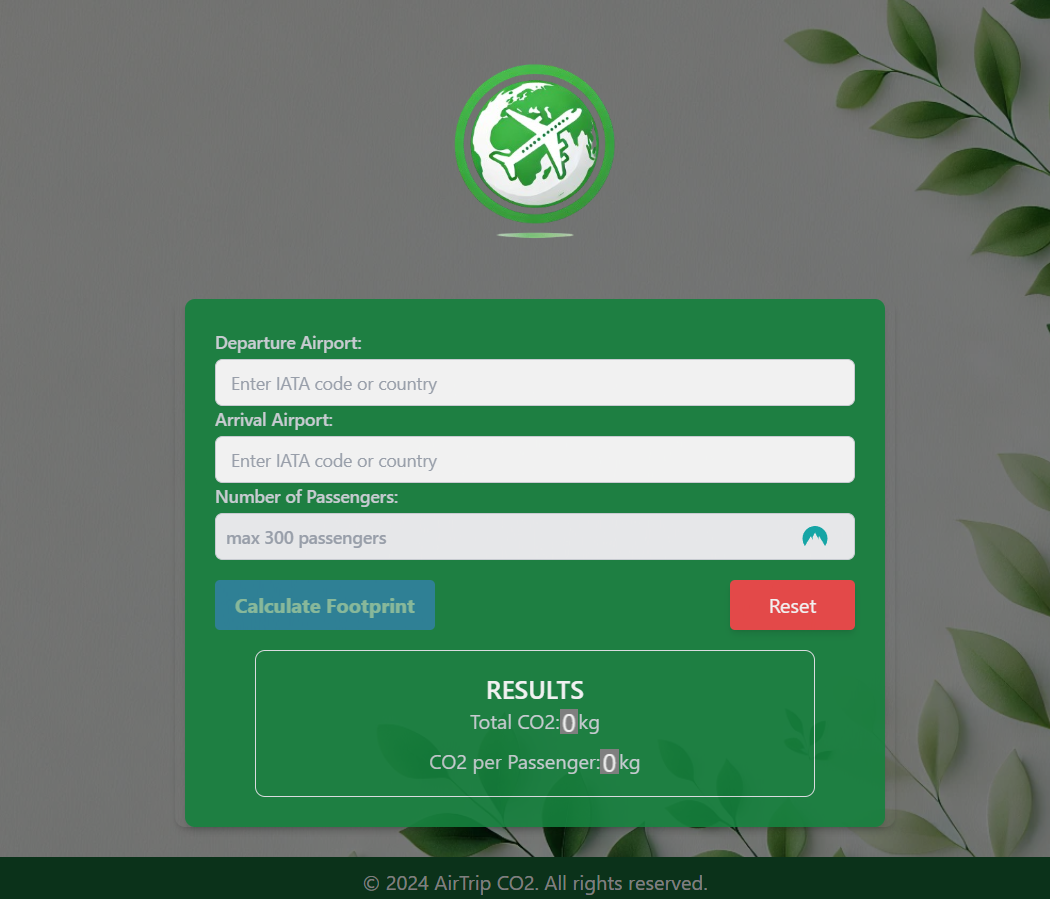 Departure Airport:
Enter IATA code or country
Arrival Airport:
Enter IATA code or country
Number of Passengers:
max 300 passengers
Calculate Footprint
Reset
RESULTS
Total CO2:0kg
CO2 per Passenger:0kg
© 2024 AirTrip CO2. All rights reserved.